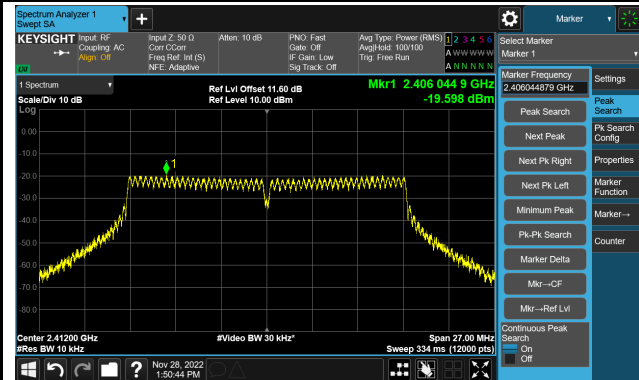 Spectrum Analyzer 1
Swept SA
KEYSIGHT
Input: RF
Coupling: AC
Align: Off
Input Z: 50 Ω
Corr CCorr
Freq Ref: Int (S)
NFE: Adaptive
Atten: 10 dB
PNO: Fast
Gate: Off
IF Gain: Low
Sig Track: Off
Avg Type: Power (RMS)
Avg|Hold: 100/100
Trig: Free Run
1 2 3 4 5 6
A W W W W W
A N N N N N
LXI
1 Spectrum
Scale/Div 10 dB
Log
Ref Lvl Offset 11.60 dB
Ref Level 10.00 dBm
Mkr1 2.406 044 9 GHz
-19.598 dBm
1
0.00
-10.0
-20.0
-30.0
-40.0
-50.0
-60.0
-70.0
-80.0
Center 2.41200 GHz
#Res BW 10 kHz
#Video BW 30 kHz*
Span 27.00 MHz
Sweep 334 ms (12000 pts)
Nov 28, 2022
1:50:44 PM
Marker
Select Marker
Marker 1
Marker Frequency
2.406044879 GHz
Peak Search
Next Peak
Next Pk Right
Next Pk Left
Minimum Peak
Pk-Pk Search
Marker Delta
Mkr→CF
Mkr→Ref Lvl
Continuous Peak
Search
On
Off
Settings
Peak
Search
Pk Search
Config
Properties
Marker
Function
Marker→
Counter